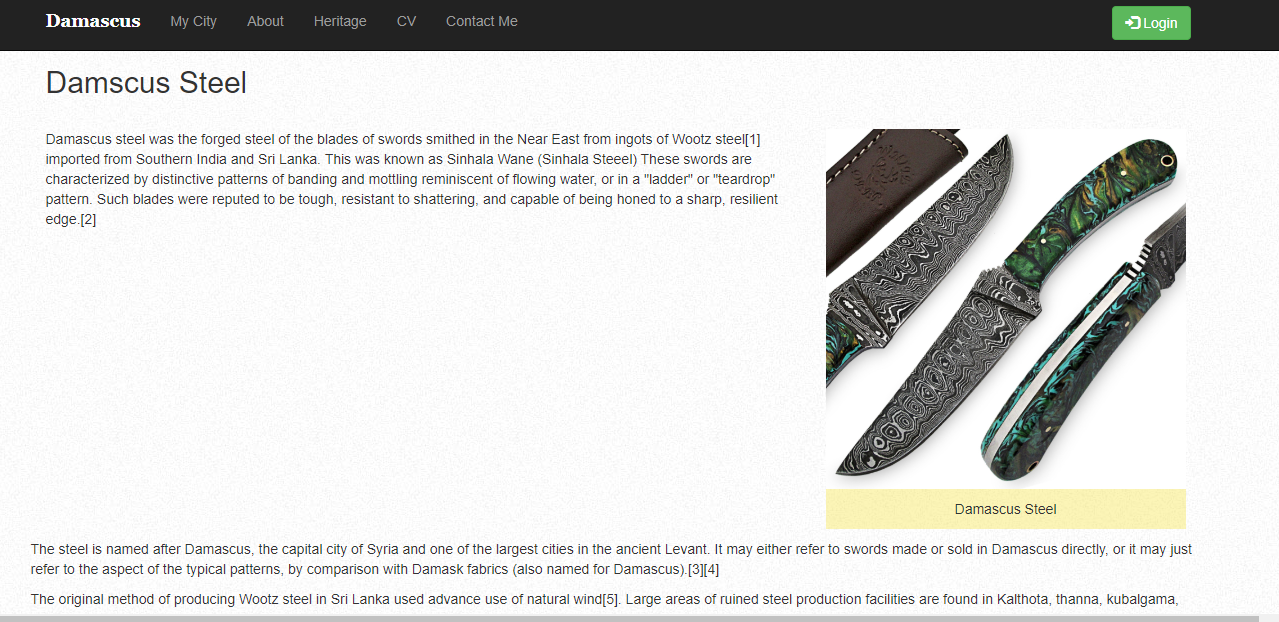 Damascus My City About Heritage CV Contact Me Login
Damscus Steel
Damascus steel was the forged steel of the blades of swords smithed in the Near East from ingots of Wootz steel[1]
imported from Southern India and Sri Lanka. This was known as Sinhala Wane (Sinhala Steeel) These swords are
characterized by distinctive patterns of banding and mottling reminiscent of flowing water, or in a "ladder" or "teardrop"
pattern. Such blades were reputed to be tough, resistant to shattering, and capable of being honed to a sharp, resilient
edge.[2]
Damascus Steel
The steel is named after Damascus, the capital city of Syria and one of the largest cities in the ancient Levant. It may either refer to swords made or sold in Damascus directly, or it may just
refer to the aspect of the typical patterns, by comparison with Damask fabrics (also named for Damascus).[3][4]
The original method of producing Wootz steel in Sri Lanka used advance use of natural wind[5]. Large areas of ruined steel production facilities are found in Kalthota, thanna, kubalgama,